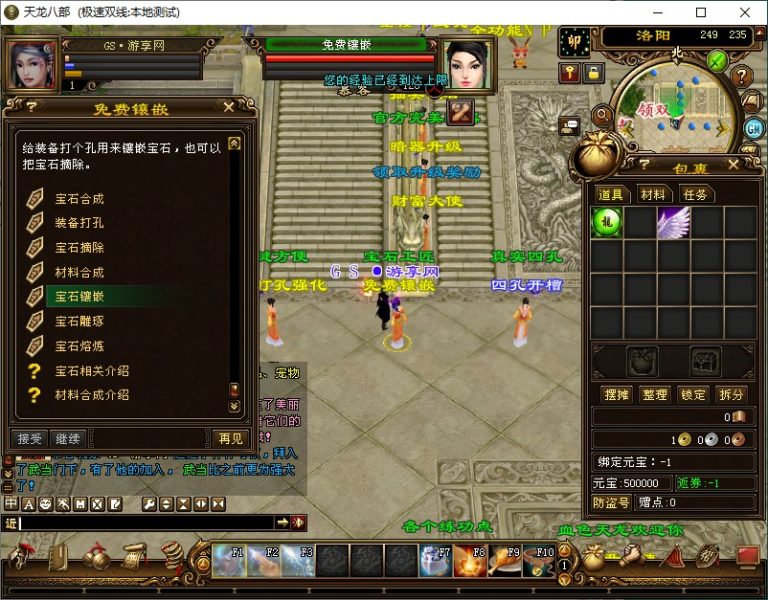 天龙八部 (极速双线:本地测试)
GS·游享网
免费镶嵌
您的经验已经到达上限
洛阳 249 235
卯
北
GM
免费镶嵌
给装备打个孔用来镶嵌宝石，也可以
把宝石摘除。
宝石合成
装备打孔
宝石摘除
材料合成
宝石镶嵌
宝石雕琢
宝石熔炼
宝石相关介绍
材料合成介绍
接受 继续 再见
暗器升级
领取升级奖励
财富大使
宝石工匠
真实四孔
GS●游享网
打孔强化
免费镶嵌
四孔开槽
领双
包裹
道具 材料 任务
龍
摆摊 整理 锁定 拆分
0
1 0 0
绑定元宝：-1
元宝:500000 返券:-1
防盗号 赠点:0
、宠物
了美丽
了武当门下，有了他的加入，武当比之前更为强大
了！
近
各个练功点
血色天龙欢迎你
F1 F2 F3 F7 F8 F9 F10
1